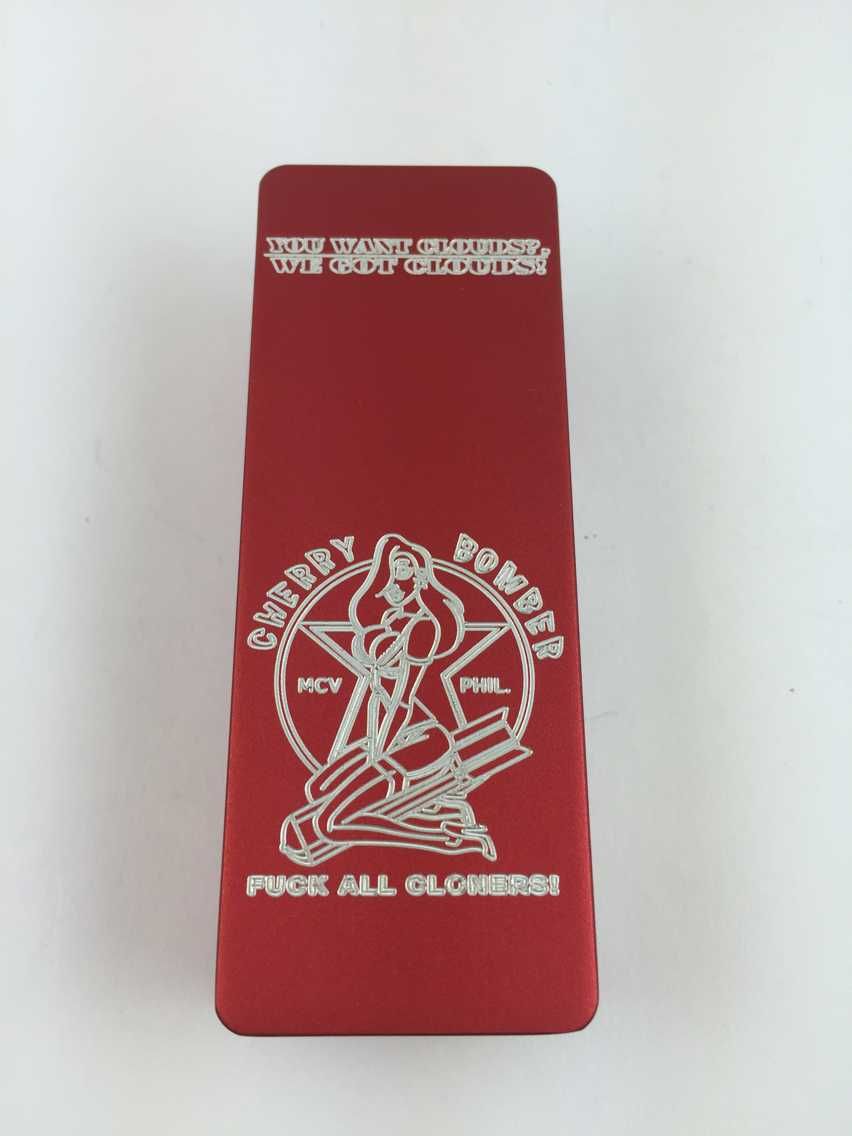 YOU WANT CLOUDS?,
WE GOT CLOUDS!
CHERRY BOMBER
MCV PHIL.
FUCK ALL CLONERS!